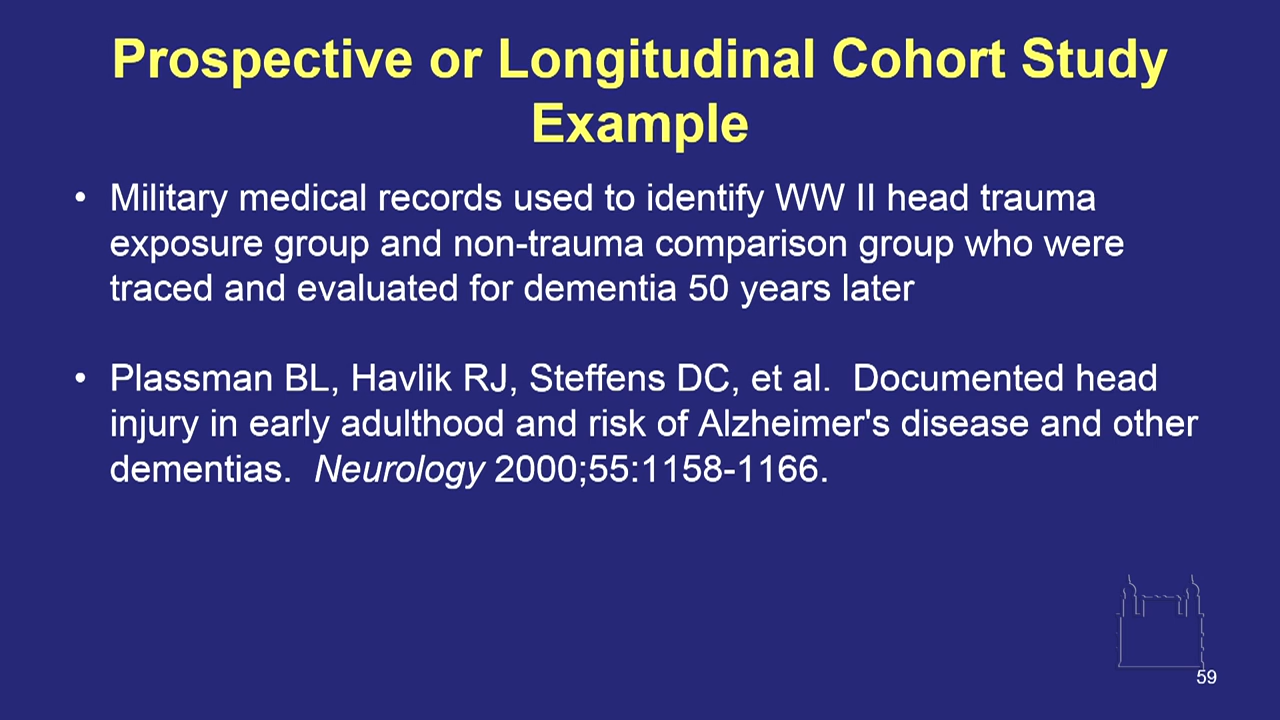 Prospective or Longitudinal Cohort Study
Example
• Military medical records used to identify WW II head trauma
exposure group and non-trauma comparison group who were
traced and evaluated for dementia 50 years later
• Plassman BL, Havlik RJ, Steffens DC, et al.  Documented head
injury in early adulthood and risk of Alzheimer's disease and other
dementias.  Neurology 2000;55:1158-1166.
59